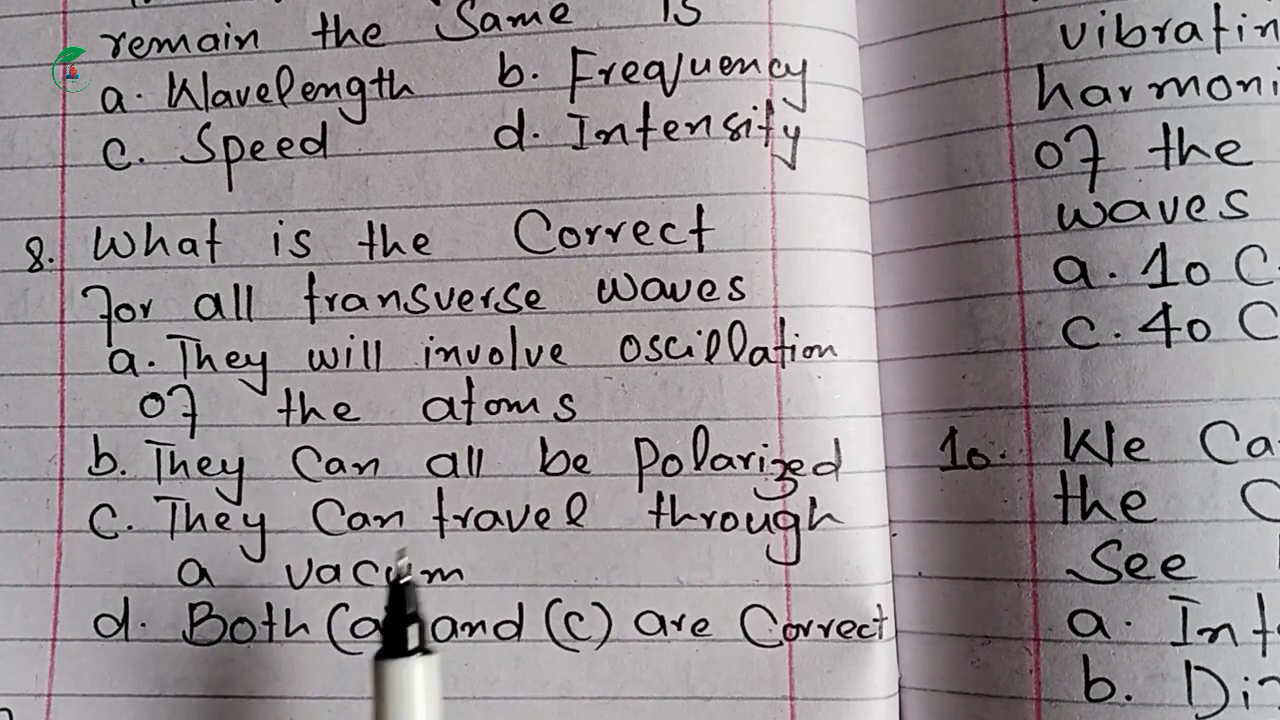 remain the Same is
a. Wavelength b. Frequency
c. Speed d. Intensity
8. What is the Correct
for all transverse waves
a. They will involve oscillation
of the atoms
b. They Can all be Polarized
c. They Can travel through
a vacum
d. Both (a) and (c) are Correct
of the
waves
a. 10 C
c. 40 C
10. We Ca
the
See
a. Int
b. Di